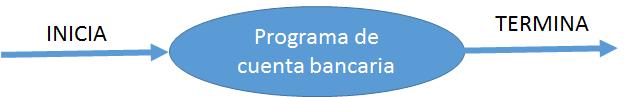 INICIA
Programa de
cuenta bancaria
TERMINA